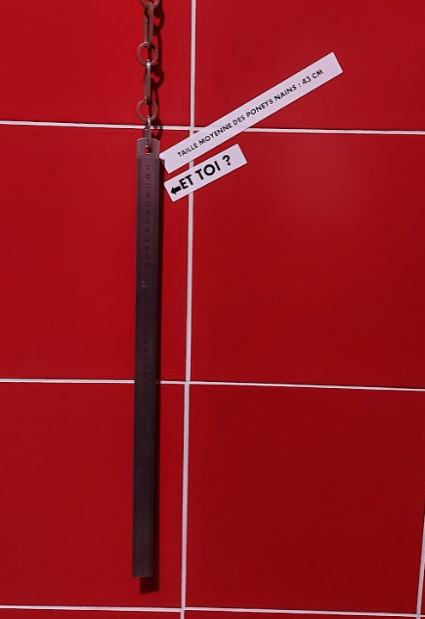 TAILLE MOYENNE DES PONEYS NAINS : 43 CM
ET TOI ?